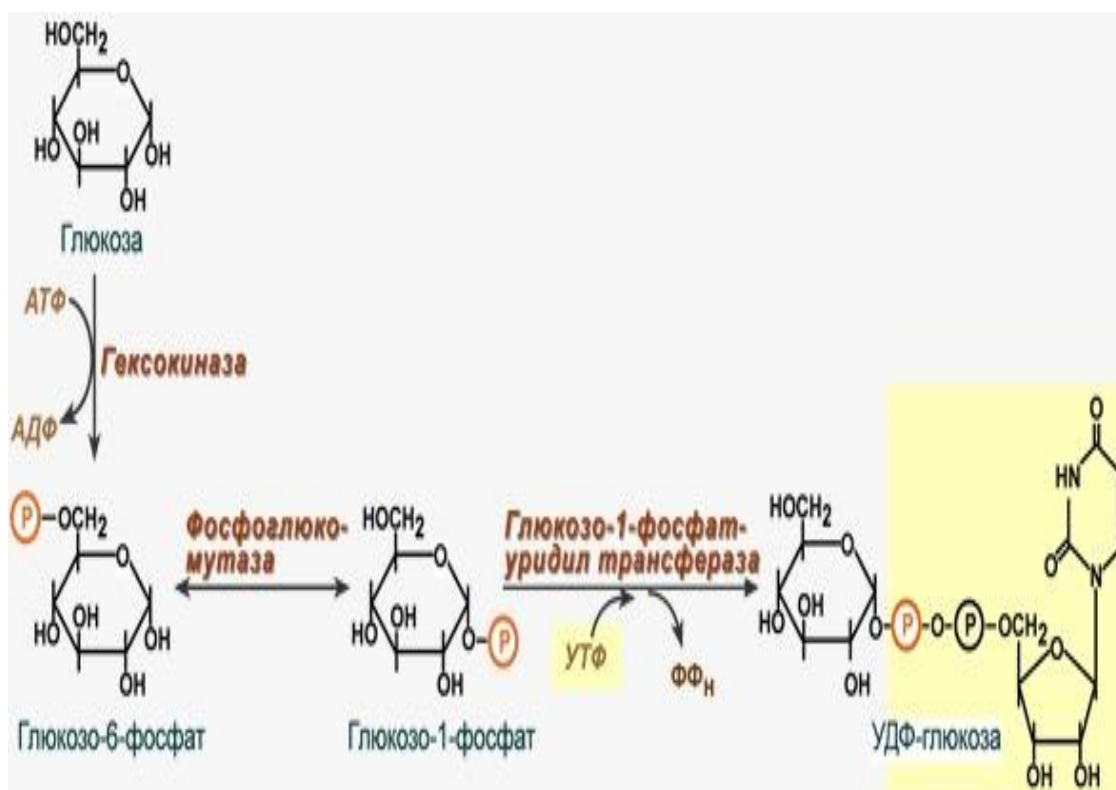 HOCH2
O
OH
HO
OH
OH
Глюкоза
АТФ
Гексокиназа
АДФ
P
OCH2
O
OH
HO
OH
OH
Глюкозо-6-фосфат
Фосфоглюко-
мутаза
HOCH2
O
OH
HO
O
P
OH
Глюкозо-1-фосфат
Глюкозо-1-фосфат-
уридил трансфераза
УТФ
ФФн
HOCH2
O
OH
HO
O
P
O
P
OCH2
OH
УДФ-глюкоза
O
HN
O
N
O
OH
OH